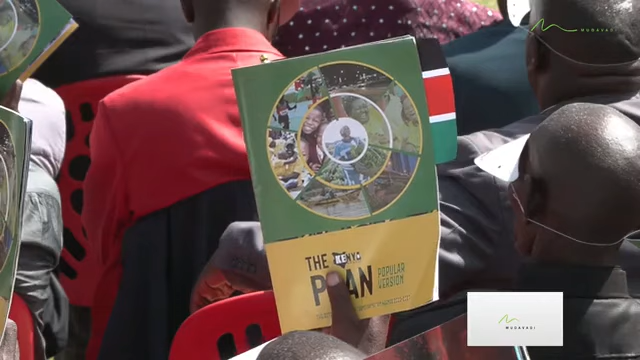 MUDAVADI
THE KENYA
PLAN POPULAR
VERSION
MUDAVADI